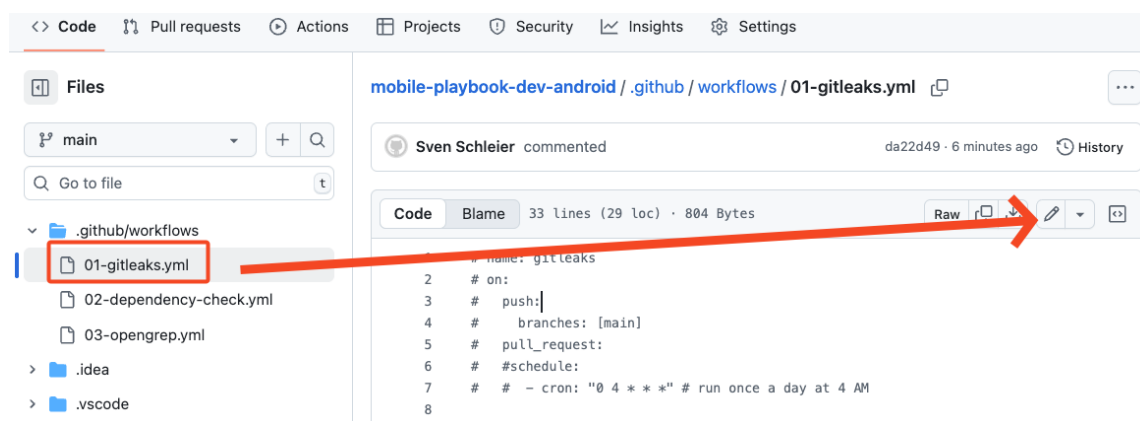 Code Pull requests Actions Projects Security Insights Settings
Files
main
Go to file t
.github/workflows
01-gitleaks.yml
02-dependency-check.yml
03-opengrep.yml
.idea
.vscode
mobile-playbook-dev-android / .github / workflows / 01-gitleaks.yml
Sven Schleier commented da22d49 · 6 minutes ago History
Code Blame 33 lines (29 loc) · 804 Bytes Raw
# name: gitleaks
2 # on:
3 #   push:
4 #     branches: [main]
5 #   pull_request:
6 #   #schedule:
7 #   #  - cron: "0 4 * * *" # run once a day at 4 AM
8